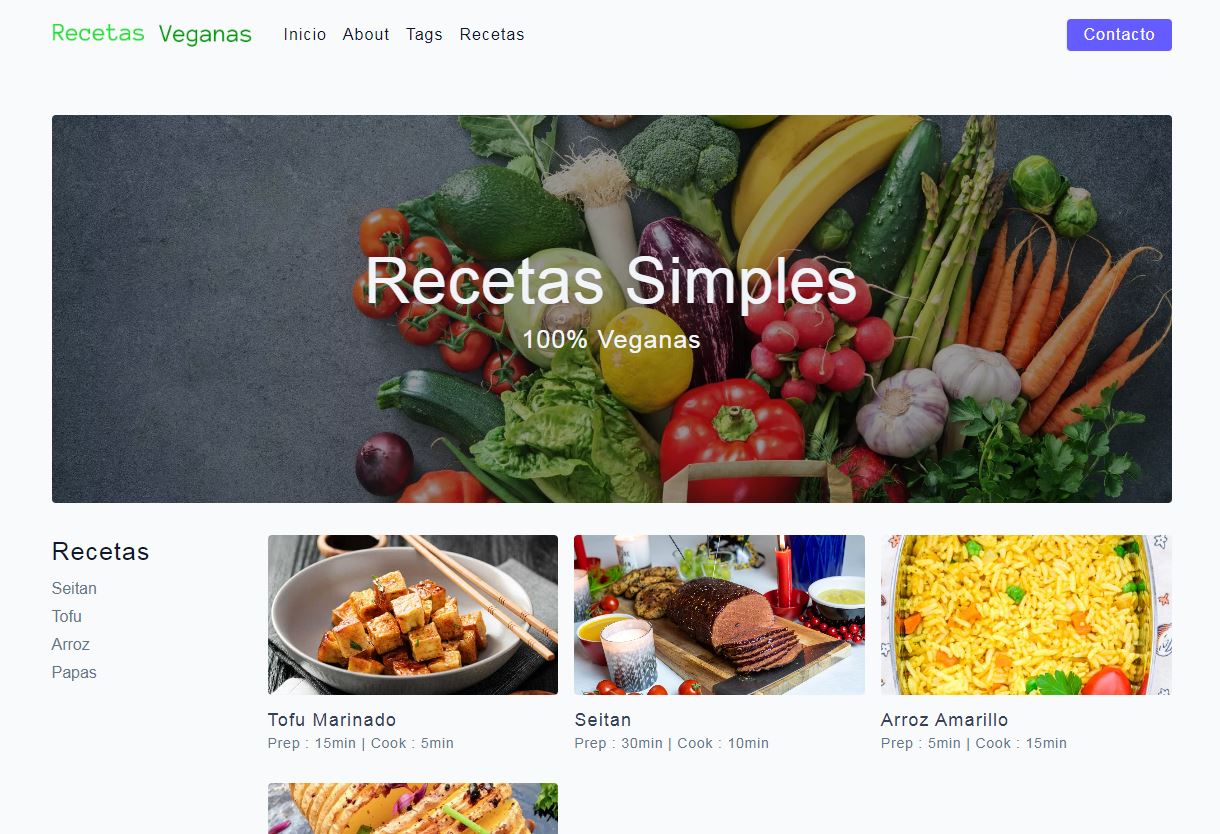 Recetas Veganas Inicio About Tags Recetas Contacto
Recetas Simples
100% Veganas
Recetas
Seitan
Tofu
Arroz
Papas
Tofu Marinado
Prep : 15min | Cook : 5min
Seitan
Prep : 30min | Cook : 10min
Arroz Amarillo
Prep : 5min | Cook : 15min